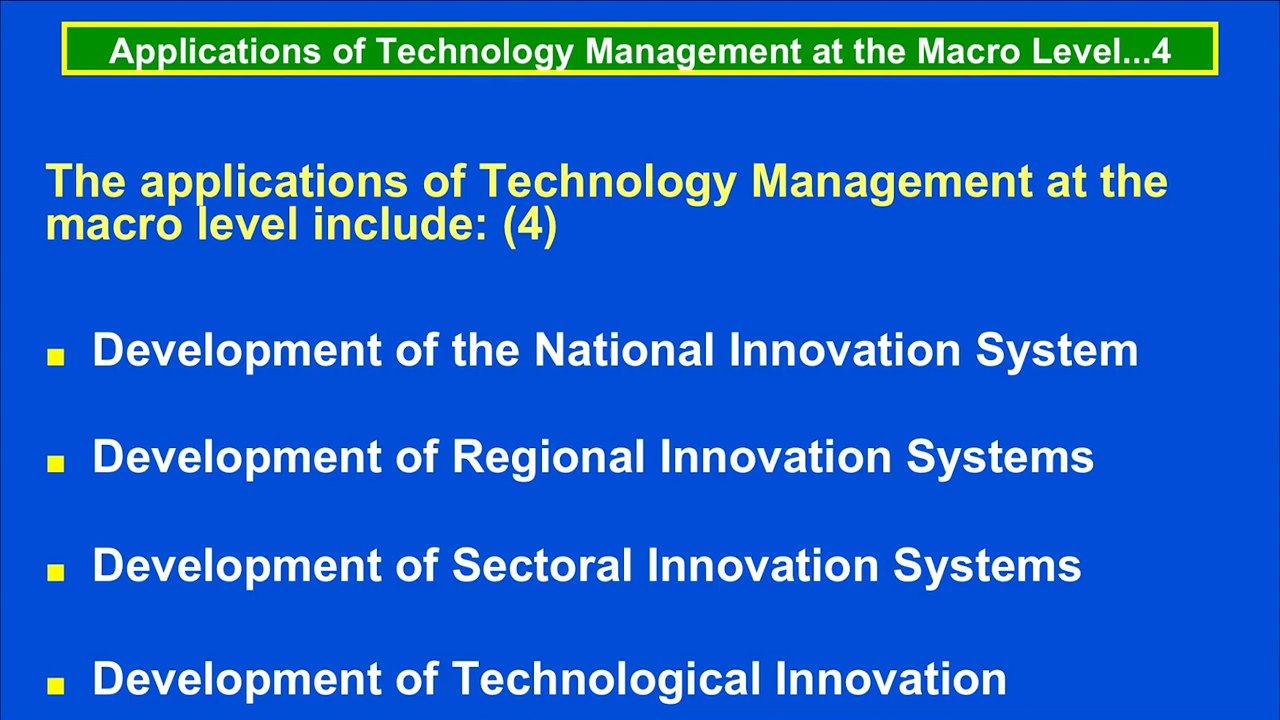 Applications of Technology Management at the Macro Level...4
The applications of Technology Management at the
macro level include: (4)
■ Development of the National Innovation System
■ Development of Regional Innovation Systems
■ Development of Sectoral Innovation Systems
■ Development of Technological Innovation